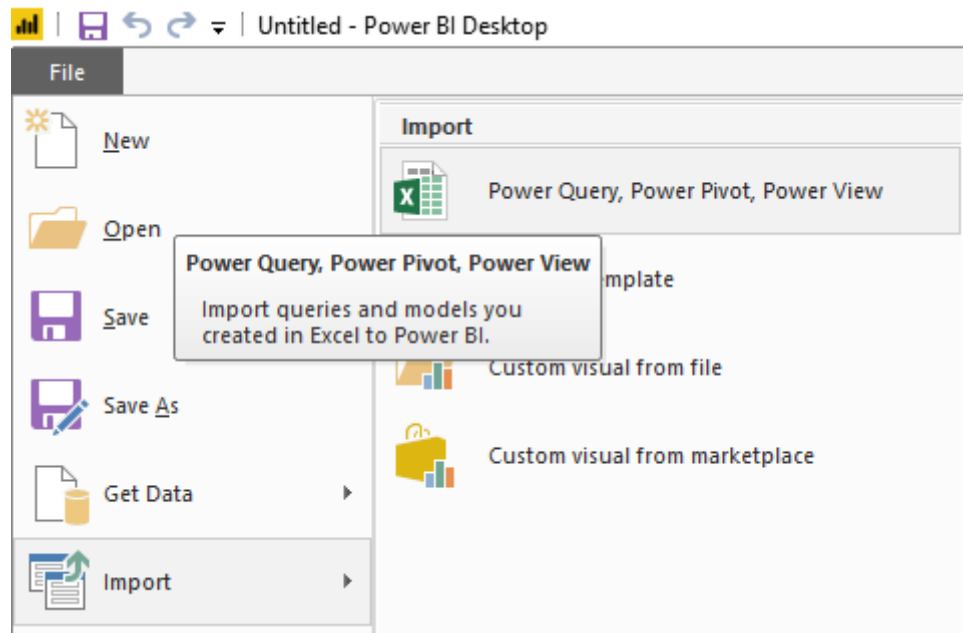 Untitled - Power BI Desktop
File
New
Open
Save
Save As
Get Data
Import
Import
Power Query, Power Pivot, Power View
Power Query, Power Pivot, Power View
Import queries and models you
created in Excel to Power BI.
Custom visual from file
Custom visual from marketplace